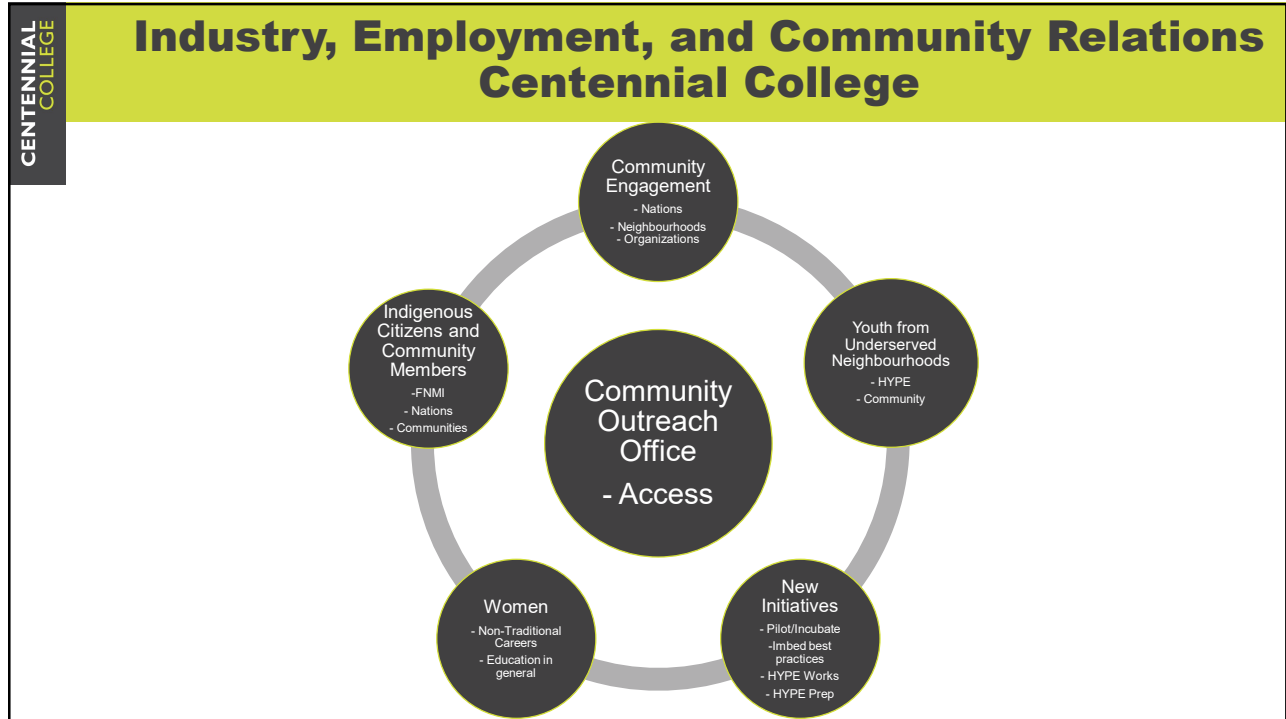 CENTENNIAL
COLLEGE
Industry, Employment, and Community Relations
Centennial College
Community
Engagement
- Nations
- Neighbourhoods
- Organizations
Youth from
Underserved
Neighbourhoods
- HYPE
- Community
New
Initiatives
- Pilot/Incubate
-Imbed best
practices
- HYPE Works
- HYPE Prep
Women
- Non-Traditional
Careers
- Education in
general
Indigenous
Citizens and
Community
Members
-FNMI
- Nations
- Communities
Community
Outreach
Office
- Access